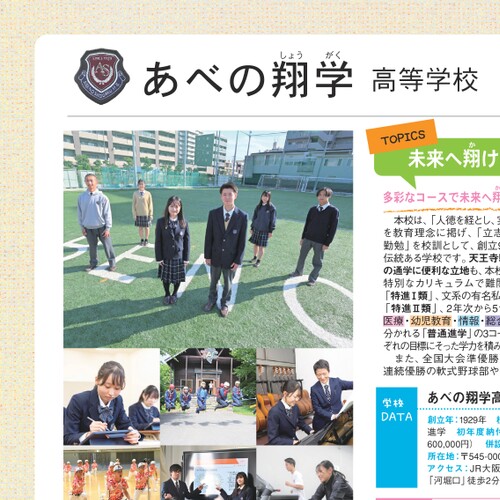 しょう がく
あべの翔学 高等学校
TOPICS
か
未来へ翔け
多彩なコースで未来へ翔
本校は、「人徳を経とし、
を教育理念に掲げ、「立志
勤勉」を校訓として、創立9
伝統ある学校です。天王寺
の通学に便利な立地も、本
特別なカリキュラムで難関
「特進Ⅰ類」、文系の有名私
「特進Ⅱ類」、2年次から5つ
医療・幼児教育・情報・総合
分かれる「普通進学」の3コー
ぞれの目標にそった学力を積み
また、全国大会準優勝
連続優勝の軟式野球部や
学校
DATA
あべの翔学高
創立年：1929年
進学 初年度納付
600,000円） 併設
所在地：〒545-000
アクセス：JR大阪
「河堀口」徒歩2分